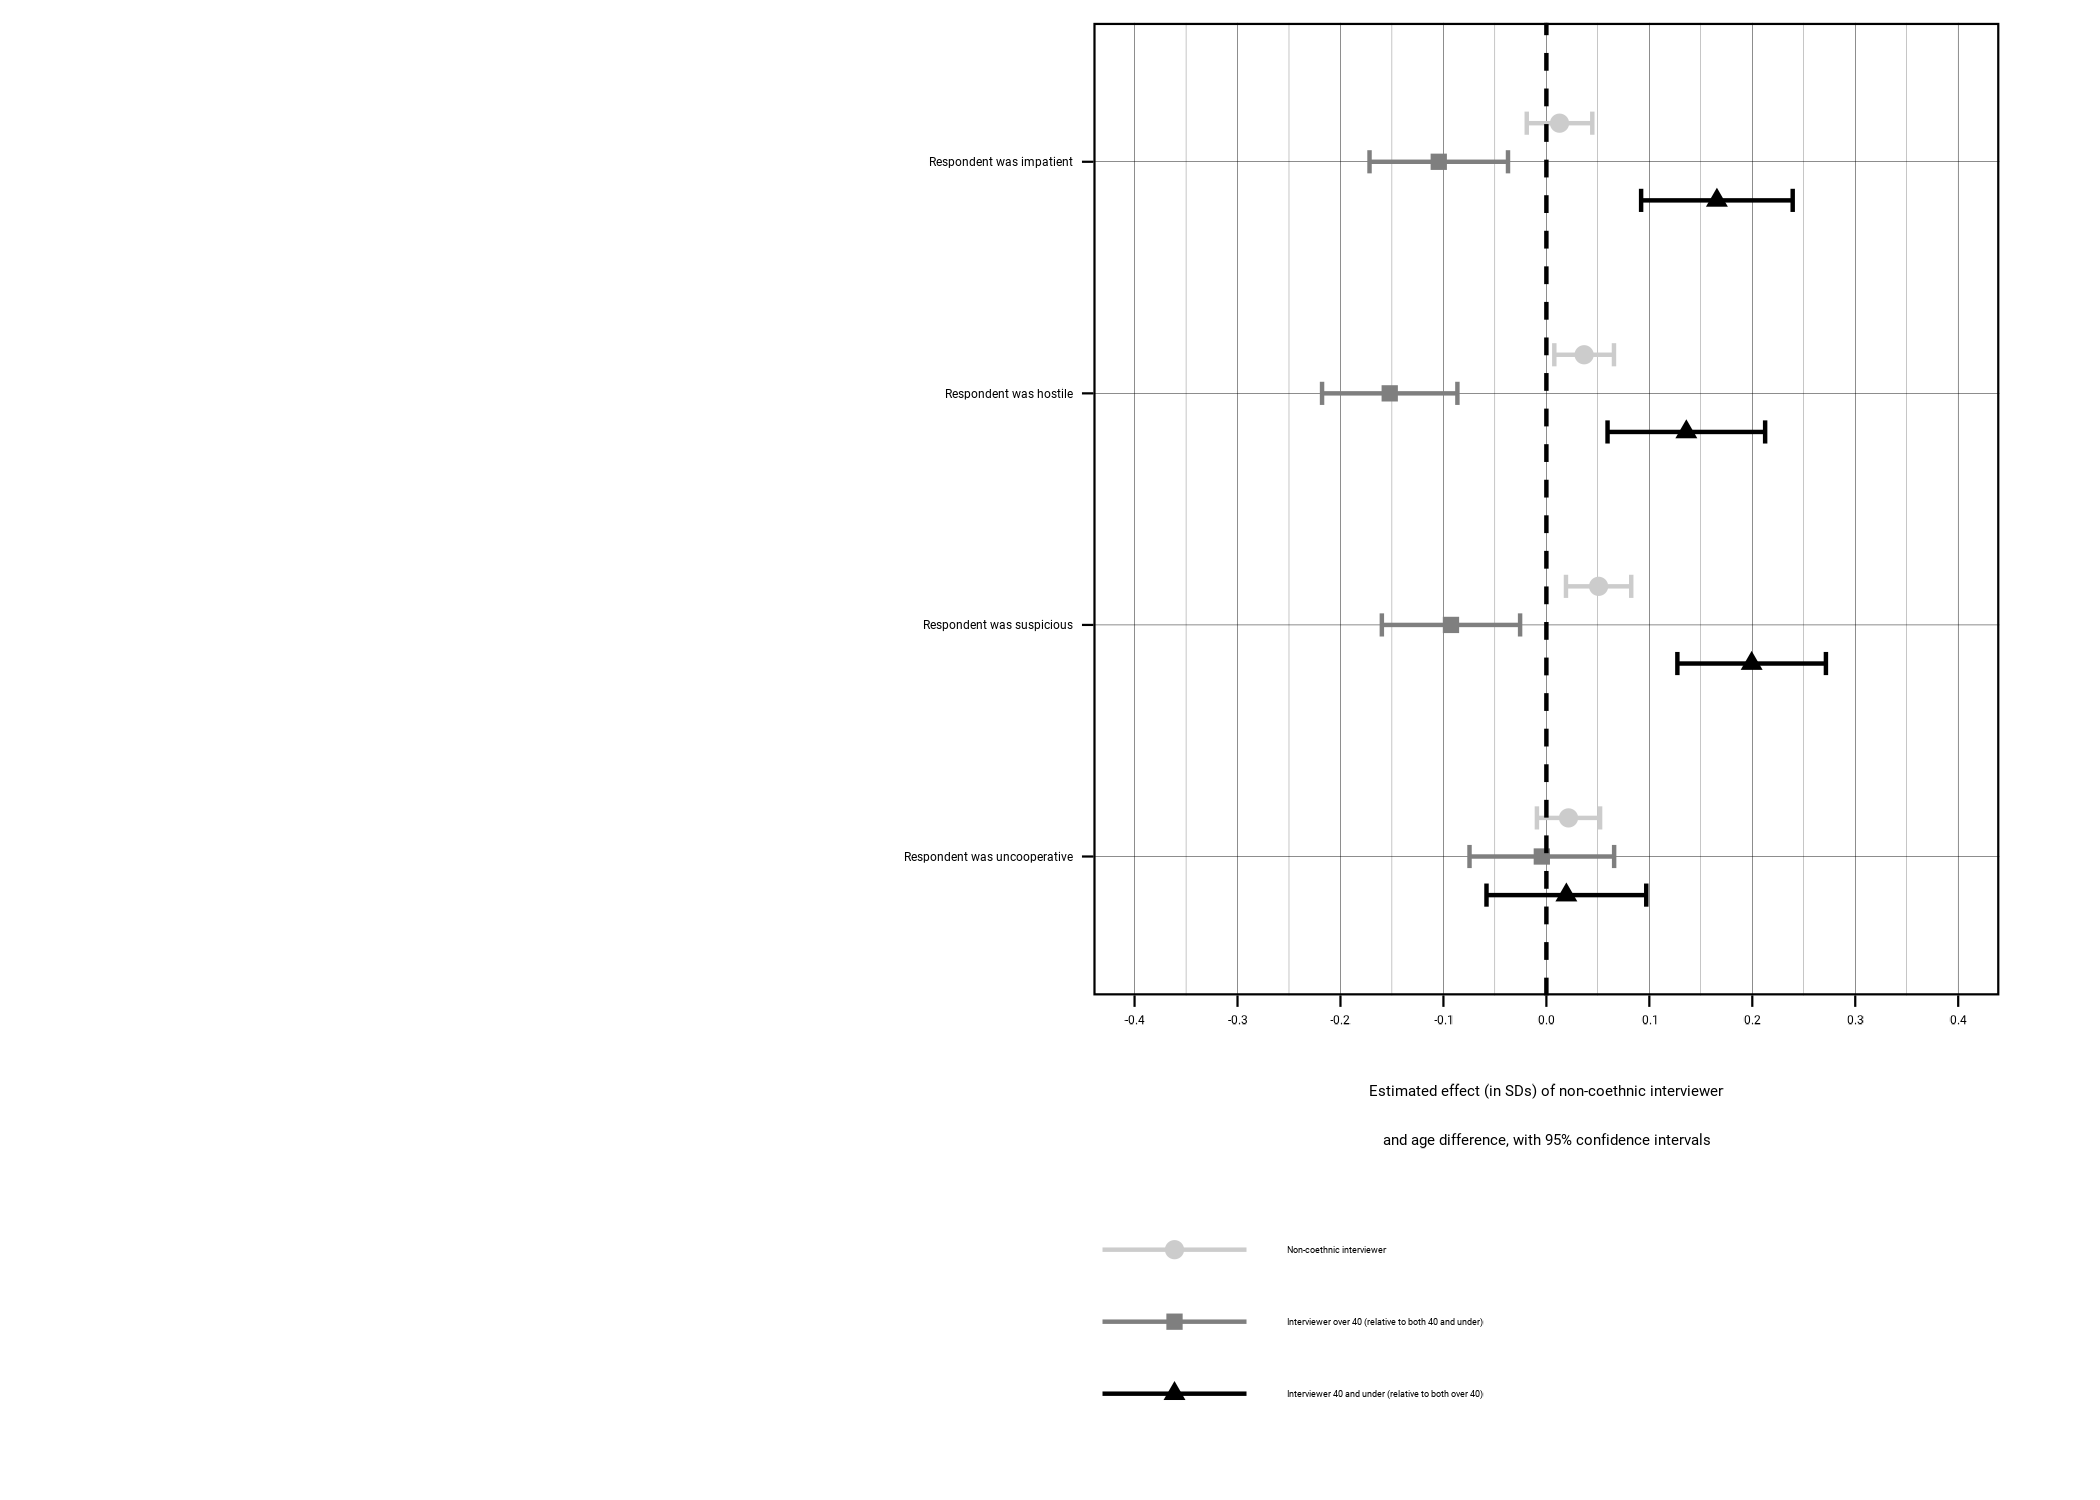 Respondent was impatient
Respondent was hostile
Respondent was suspicious
Respondent was uncooperative
-0.4 -0.3 -0.2 -0.1 0.0 0.1 0.2 0.3 0.4
Estimated effect (in SDs) of non-coethnic interviewer
and age difference, with 95% confidence intervals
Non-coethnic interviewer
Interviewer over 40 (relative to both 40 and under)
Interviewer 40 and under (relative to both over 40)